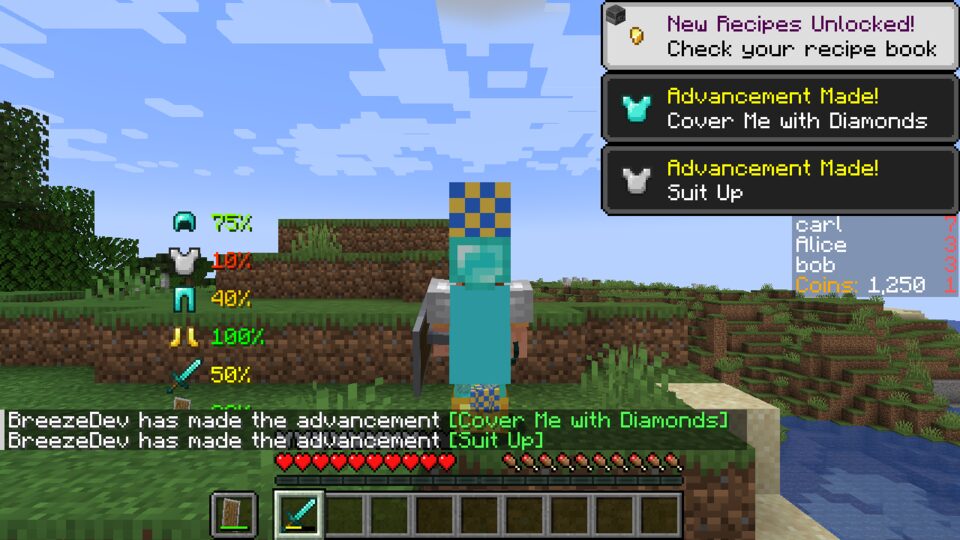 New Recipes Unlocked!
Check your recipe book
Advancement Made!
Cover Me with Diamonds
Advancement Made!
Suit Up
carl
Alice 3
bob
Coins: 1,250 1
75%
10%
40%
100%
50%
BreezeDev has made the advancement [Cover Me with Diamonds]
BreezeDev has made the advancement [Suit Up]